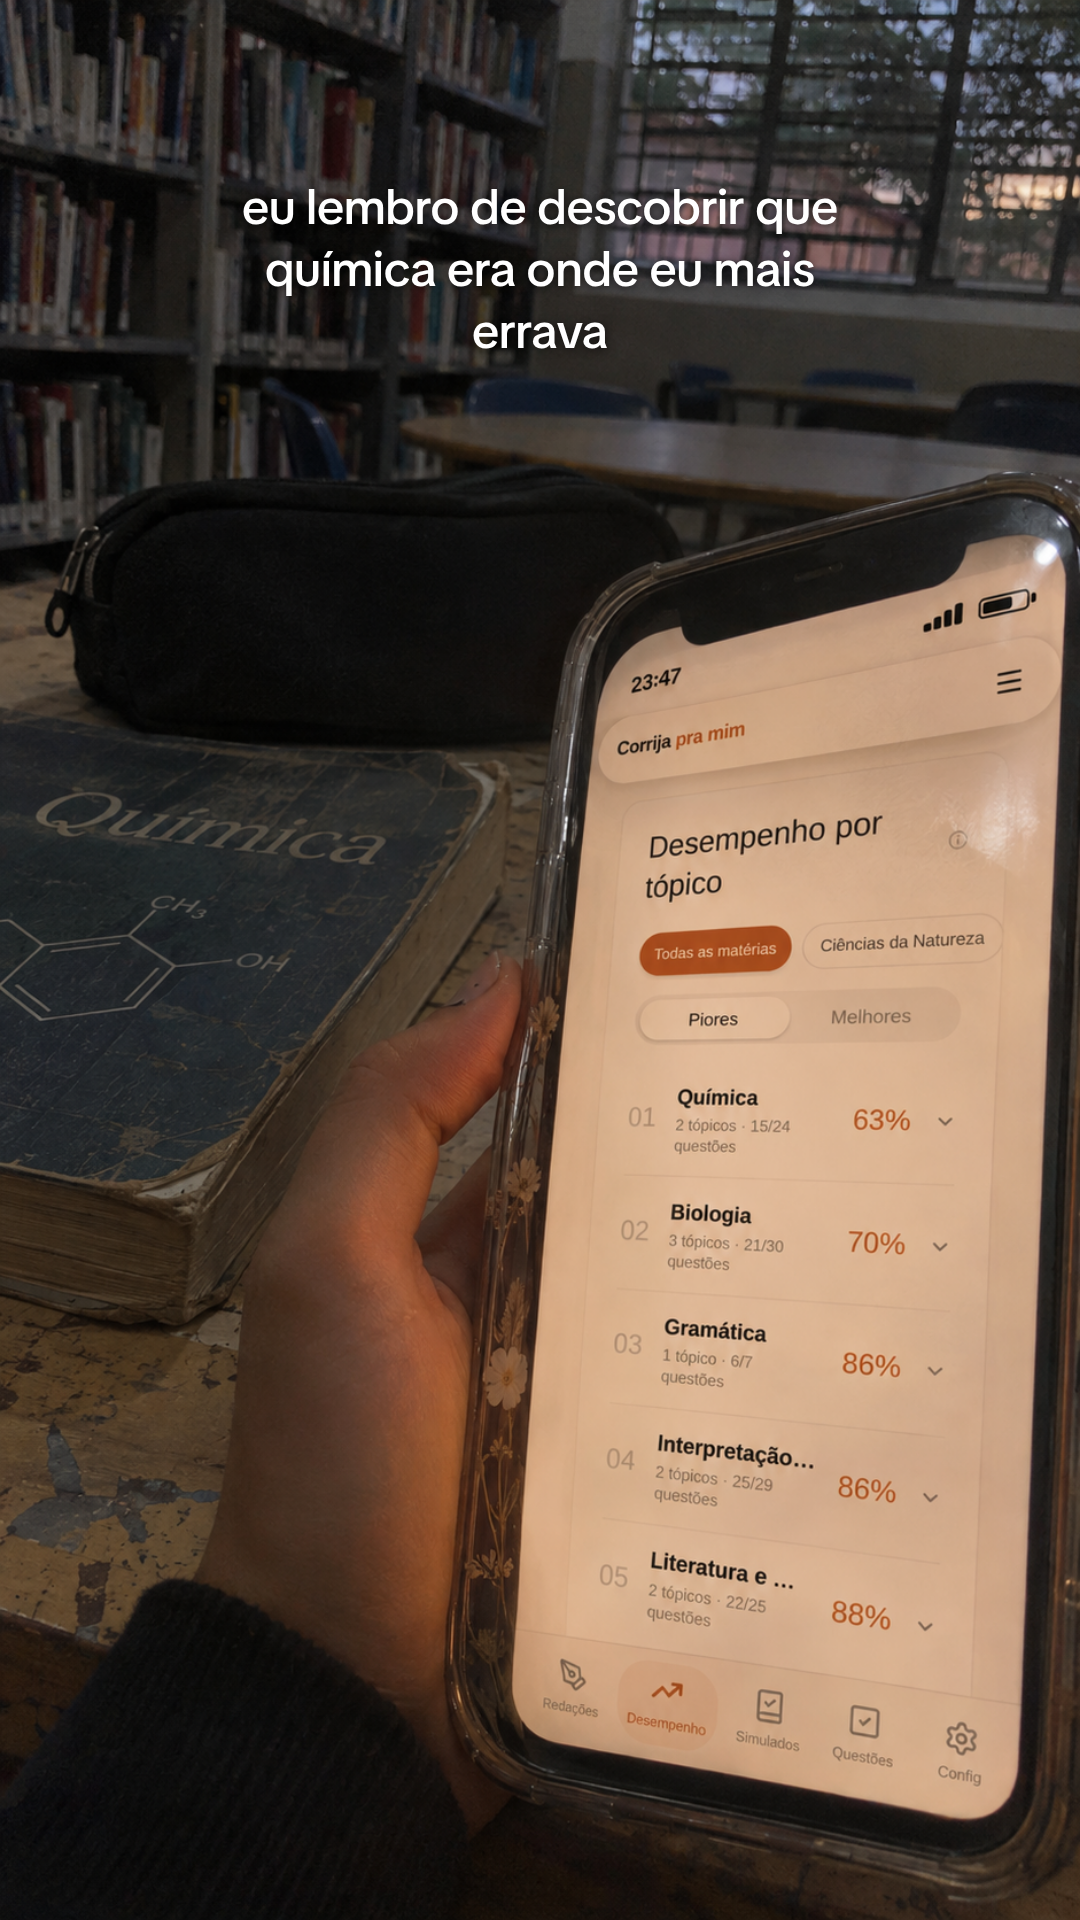 eu lembro de descobrir que
química era onde eu mais
errava
23:47
Corrija pra mim
Química
CH₃
OH
Desempenho por
tópico
Todas as matérias
Ciências da Natureza
Piores
Melhores
01
Química
2 tópicos · 15/24
questões
63%
02
Biologia
3 tópicos · 21/30
questões
70%
03
Gramática
1 tópico · 6/7
questões
86%
04
Interpretação...
2 tópicos · 25/29
questões
86%
05
Literatura e ...
2 tópicos · 22/25
questões
88%
Redações
Desempenho
Simulados
Questões
Config